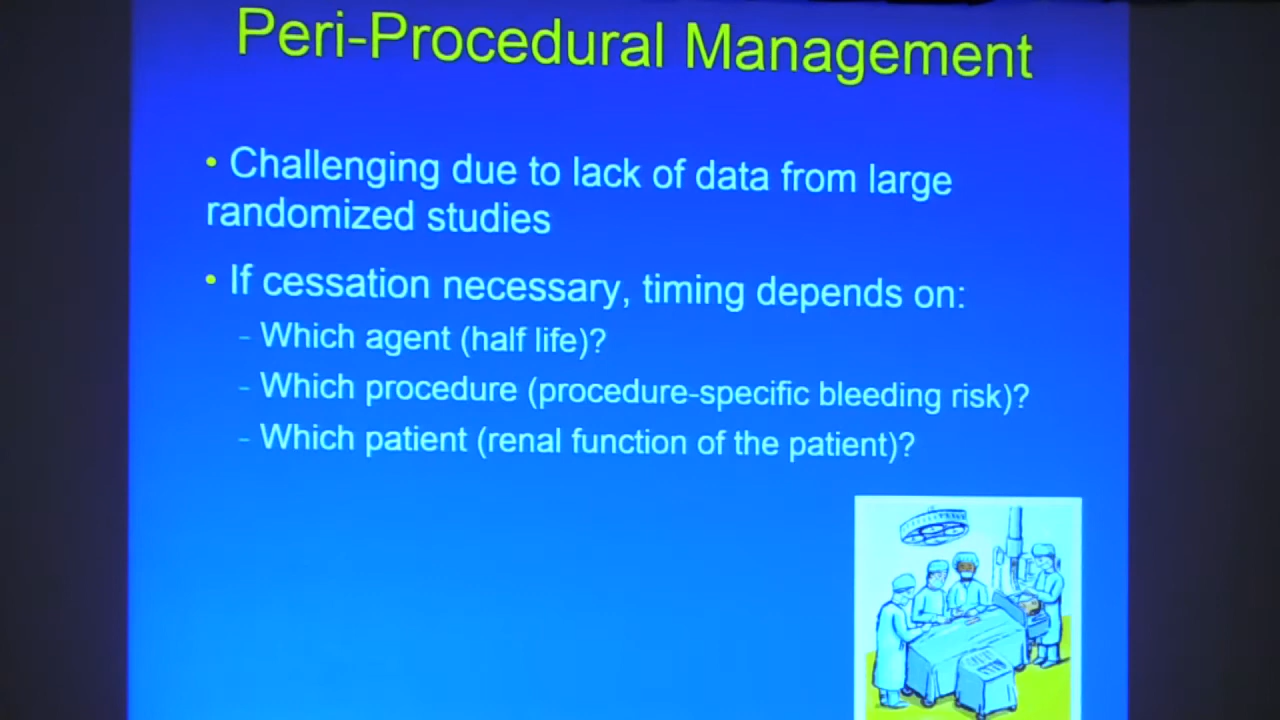 Peri-Procedural Management
• Challenging due to lack of data from large
randomized studies
• If cessation necessary, timing depends on:
- Which agent (half life)?
- Which procedure (procedure-specific bleeding risk)?
- Which patient (renal function of the patient)?